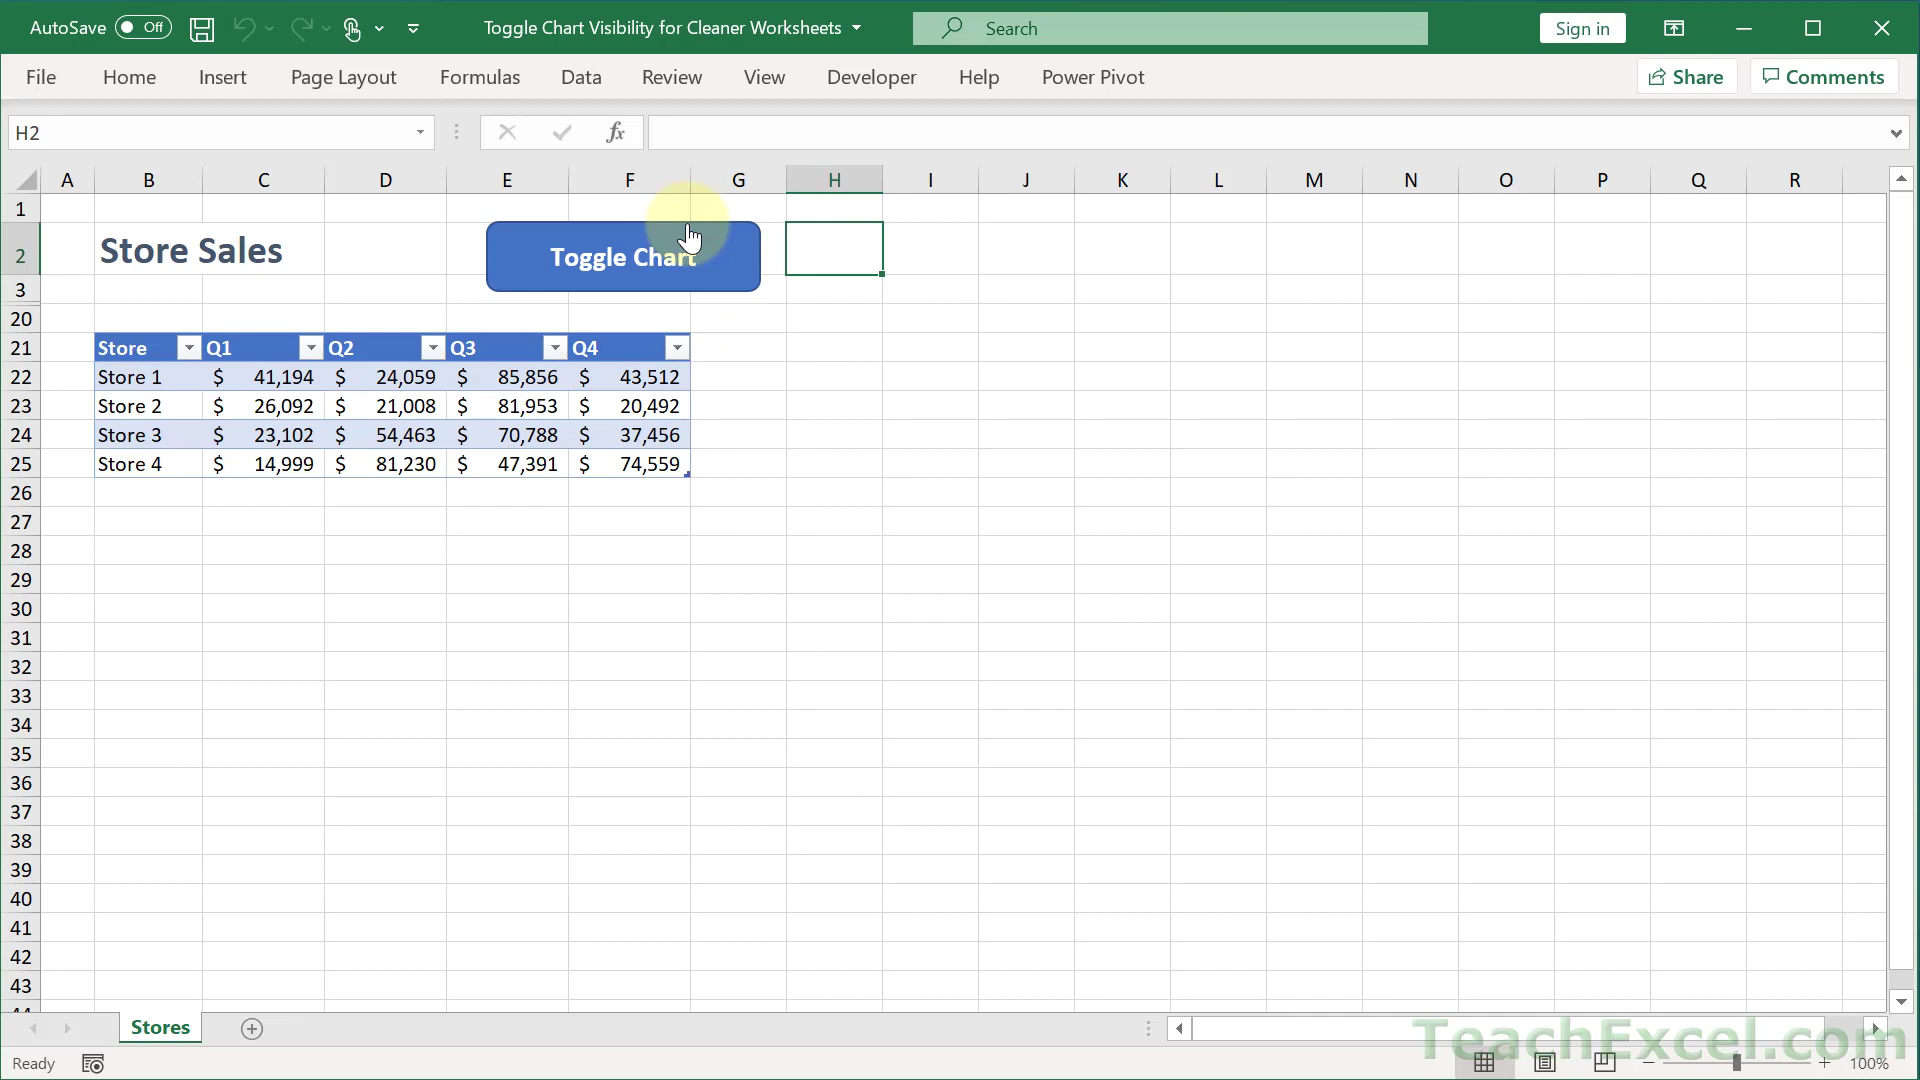 AutoSave Off Toggle Chart Visibility for Cleaner Worksheets Search Sign in
File Home Insert Page Layout Formulas Data Review View Developer Help Power Pivot Share Comments
H2 fx
A B C D E F G H I J K L M N O P Q R
1
2 Store Sales Toggle Chart
3
20
21 Store Q1 Q2 Q3 Q4
22 Store 1 $ 41,194 $ 24,059 $ 85,856 $ 43,512
23 Store 2 $ 26,092 $ 21,008 $ 81,953 $ 20,492
24 Store 3 $ 23,102 $ 54,463 $ 70,788 $ 37,456
25 Store 4 $ 14,999 $ 81,230 $ 47,391 $ 74,559
26
27
28
29
30
31
32
33
34
35
36
37
38
39
40
41
42
43
44
Stores
TeachExcel.com
Ready 100%